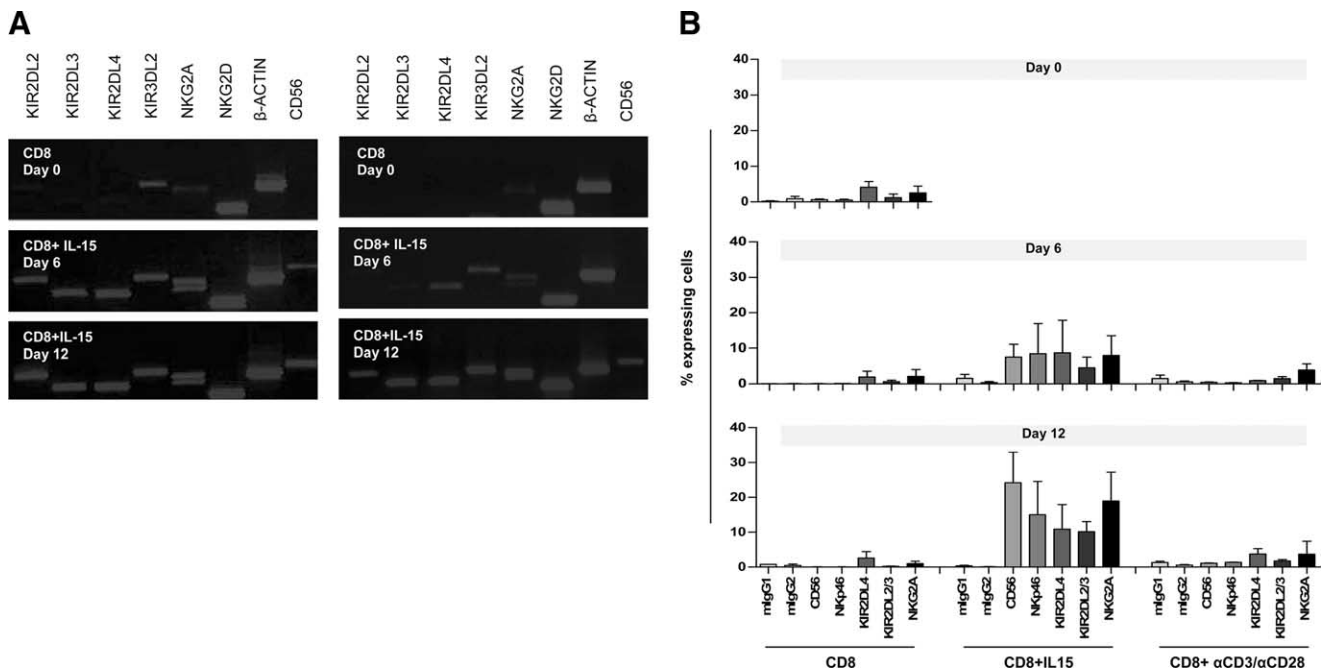 A
KIR2DL2 KIR2DL3 KIR2DL4 KIR3DL2 NKG2A NKG2D β-ACTIN CD56
KIR2DL2 KIR2DL3 KIR2DL4 KIR3DL2 NKG2A NKG2D β-ACTIN CD56
CD8
Day 0
CD8
Day 0
CD8+ IL-15
Day 6
CD8+ IL-15
Day 6
CD8+IL-15
Day 12
CD8+IL-15
Day 12
B
% expressing cells
Day 0
40
30
20
10
0
Day 6
40
30
20
10
0
Day 12
40
30
20
10
0
mIgG1 mIgG2 CD56 NKp46 KIR2DL4 KIR2DL2/3 NKG2A
mIgG1 mIgG2 CD56 NKp46 KIR2DL4 KIR2DL2/3 NKG2A
mIgG1 mIgG2 CD56 NKp46 KIR2DL4 KIR2DL2/3 NKG2A
CD8 CD8+IL15 CD8+ αCD3/αCD28